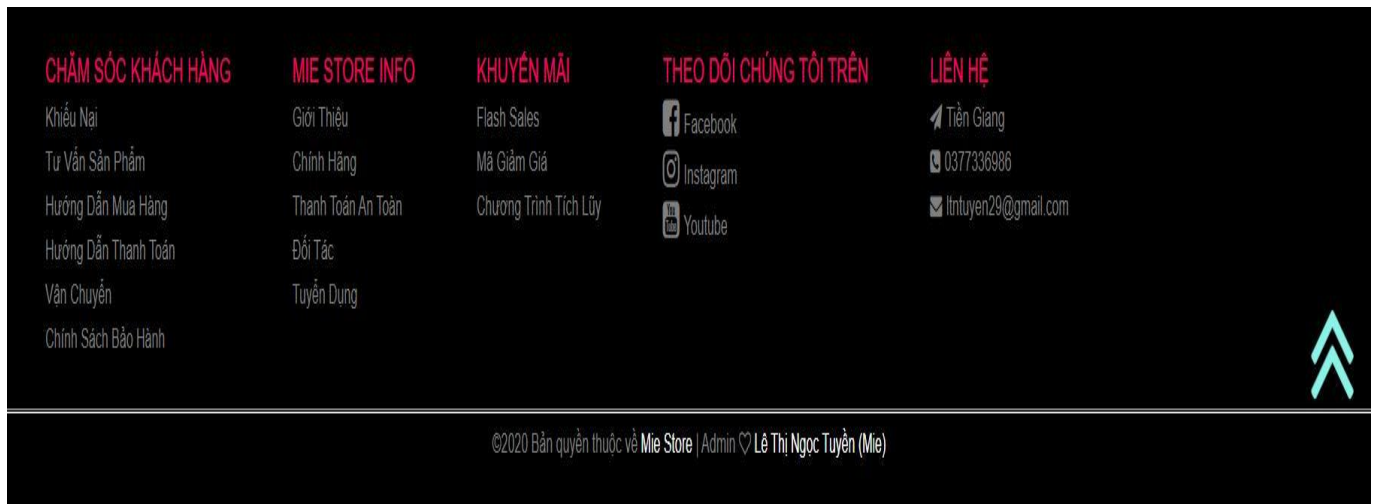 CHĂM SÓC KHÁCH HÀNG
Khiếu Nại
Tư Vấn Sản Phẩm
Hướng Dẫn Mua Hàng
Hướng Dẫn Thanh Toán
Vận Chuyển
Chính Sách Bảo Hành
MIE STORE INFO
Giới Thiệu
Chính Hãng
Thanh Toán An Toàn
Đối Tác
Tuyển Dụng
KHUYẾN MÃI
Flash Sales
Mã Giảm Giá
Chương Trình Tích Lũy
THEO DÕI CHÚNG TÔI TRÊN
Facebook
Instagram
You Tube Youtube
LIÊN HỆ
Tiền Giang
0377336986
ltntuyen29@gmail.com
©2020 Bản quyền thuộc về Mie Store | Admin ♡ Lê Thị Ngọc Tuyền (Mie)